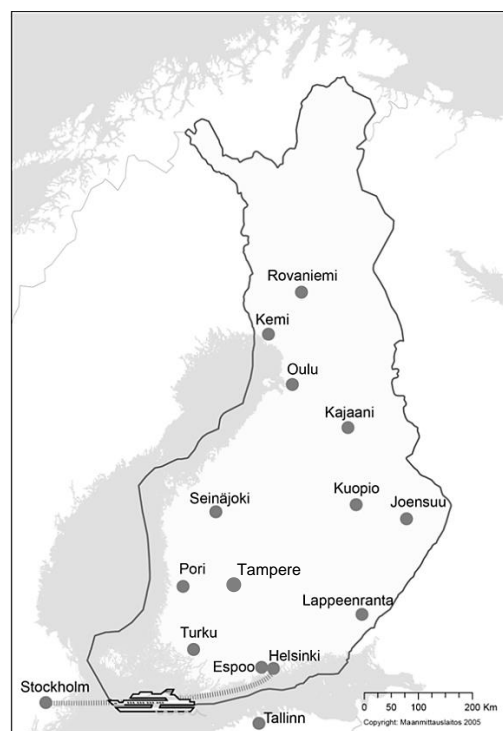 Rovaniemi
Kemi
Oulu
Kajaani
Kuopio
Seinäjoki
Joensuu
Pori
Tampere
Lappeenranta
Turku
Espoo
Helsinki
Stockholm
Tallinn
0 50 100 200 Km
Copyright: Maanmittauslaitos 2005